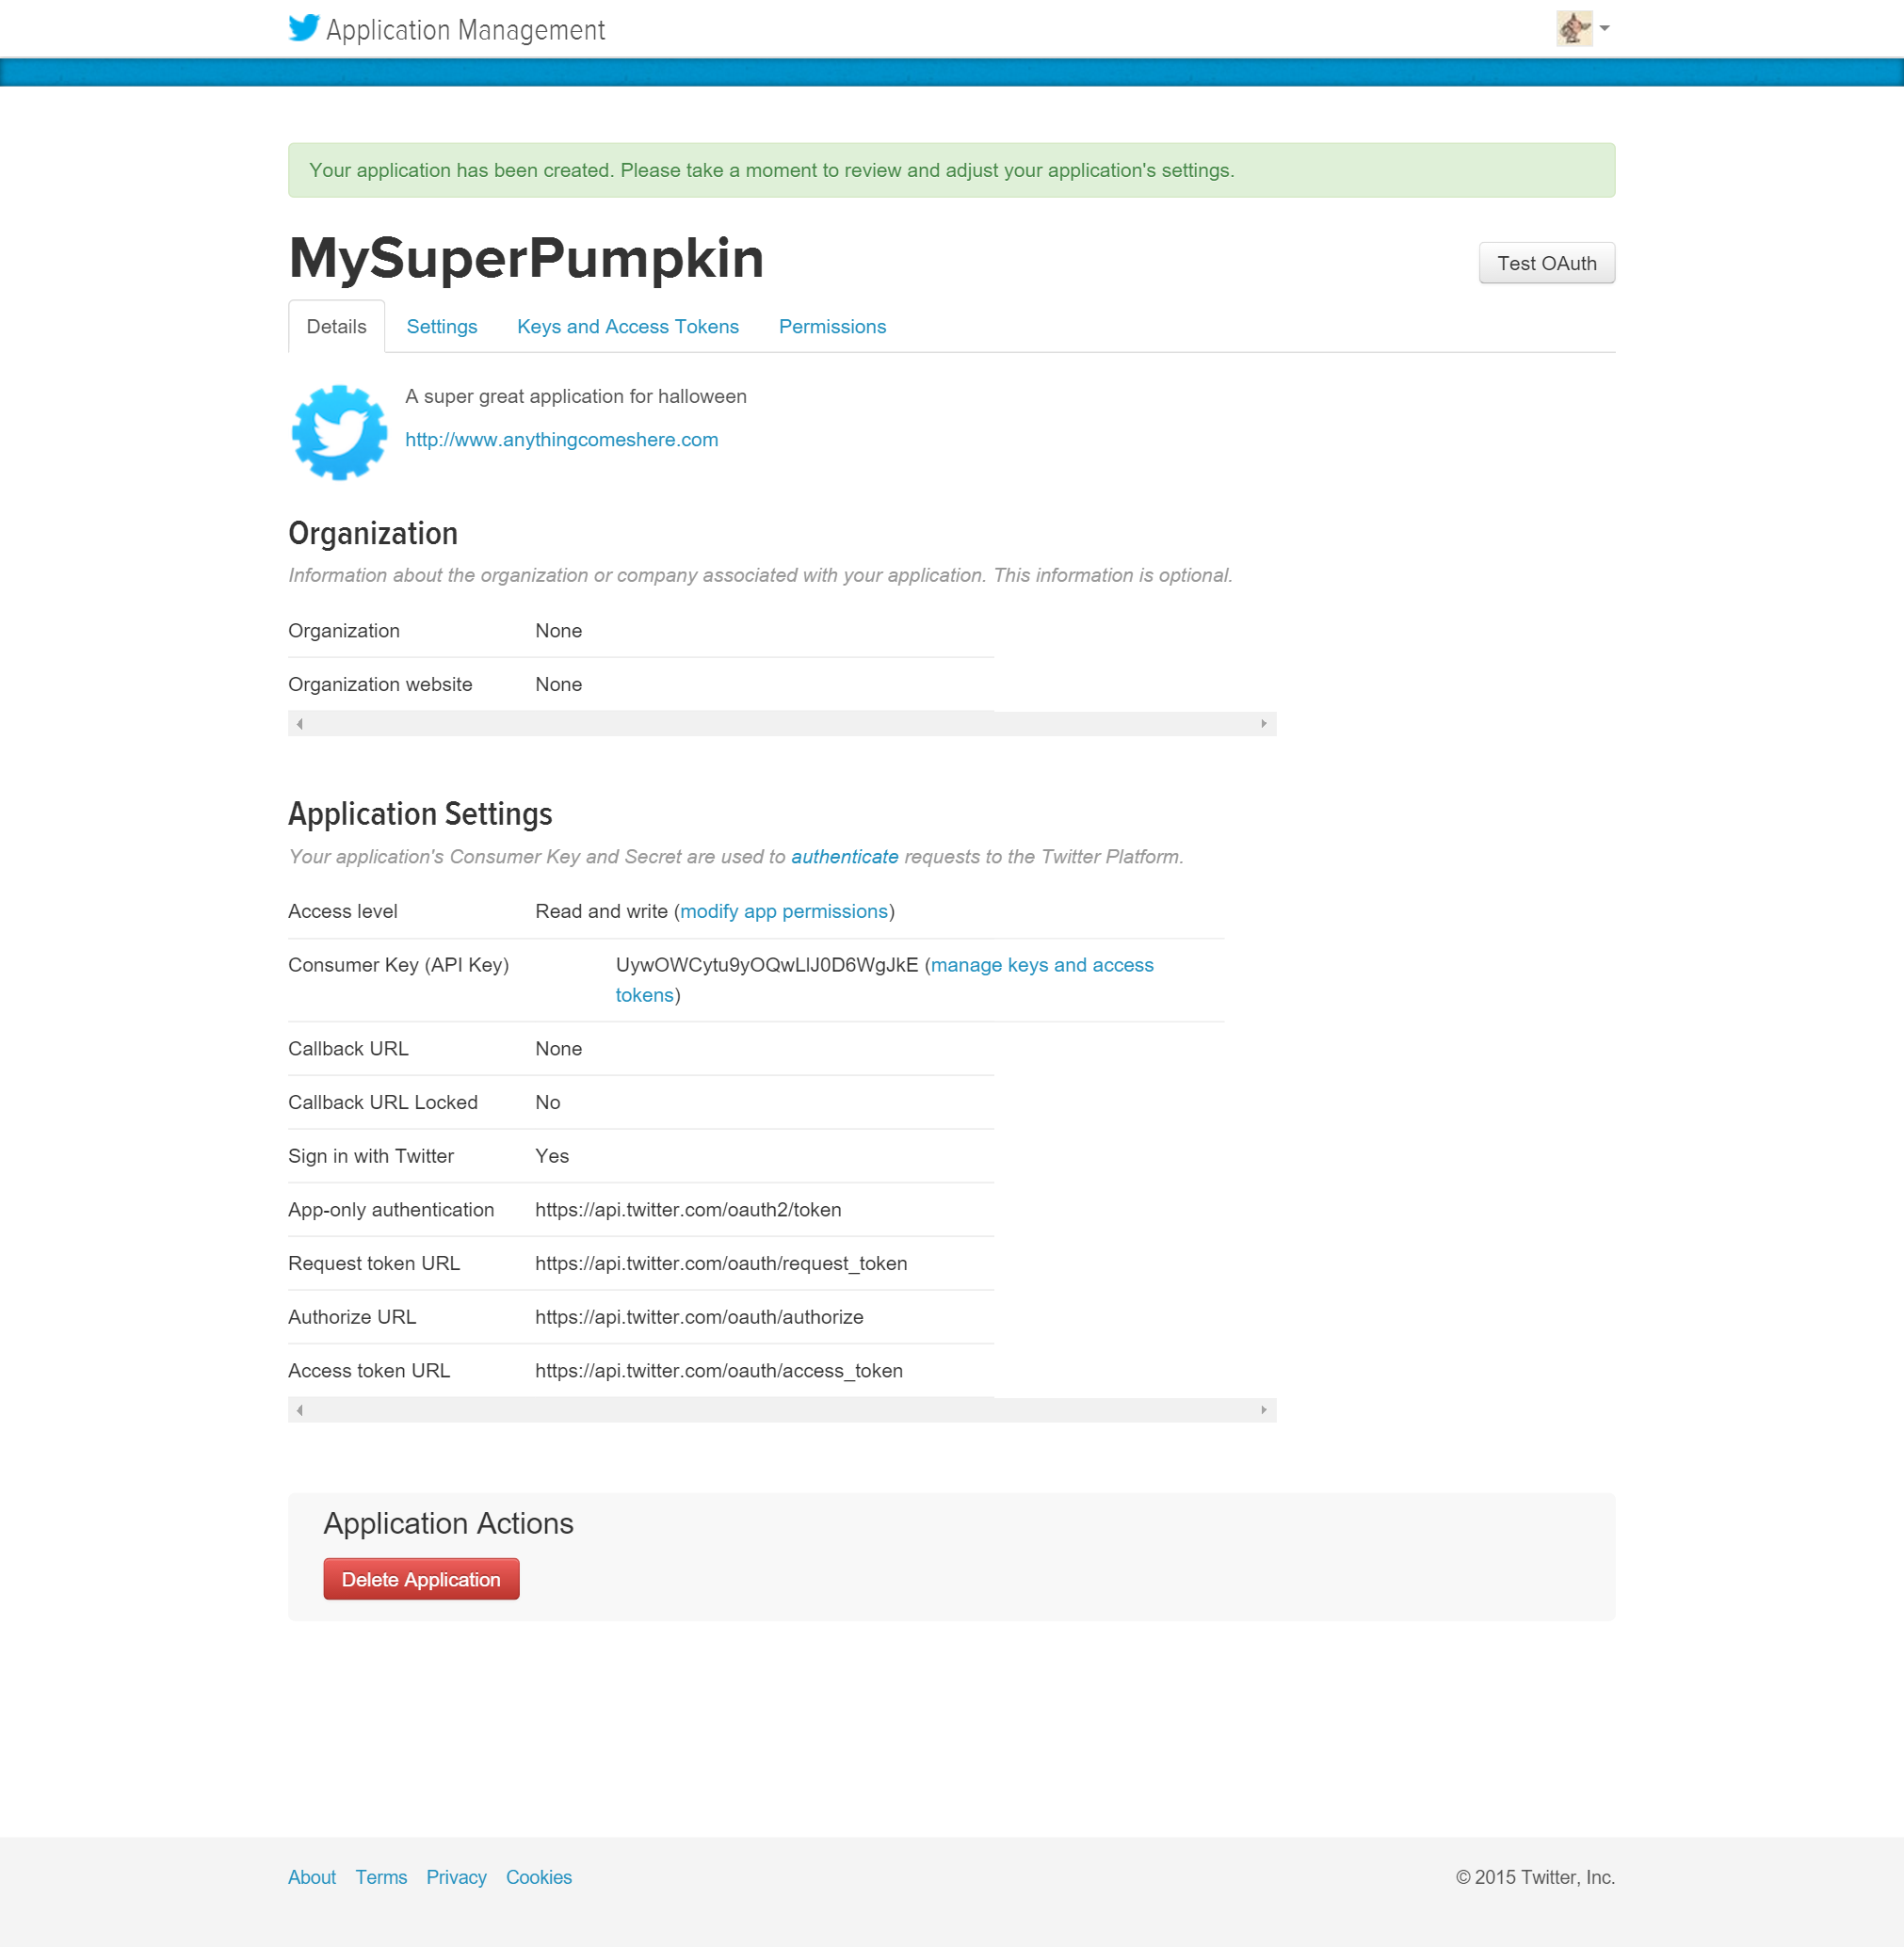 Application Management
Your application has been created. Please take a moment to review and adjust your application's settings.
MySuperPumpkin
Test OAuth
Details Settings Keys and Access Tokens Permissions
A super great application for halloween
http://www.anythingcomeshere.com
Organization
Information about the organization or company associated with your application. This information is optional.
Organization None
Organization website None
Application Settings
Your application's Consumer Key and Secret are used to authenticate requests to the Twitter Platform.
Access level Read and write (modify app permissions)
Consumer Key (API Key) UywOWCytu9yOQwLlJ0D6WgJkE (manage keys and access
tokens)
Callback URL None
Callback URL Locked No
Sign in with Twitter Yes
App-only authentication https://api.twitter.com/oauth2/token
Request token URL https://api.twitter.com/oauth/request_token
Authorize URL https://api.twitter.com/oauth/authorize
Access token URL https://api.twitter.com/oauth/access_token
Application Actions
Delete Application
About Terms Privacy Cookies © 2015 Twitter, Inc.